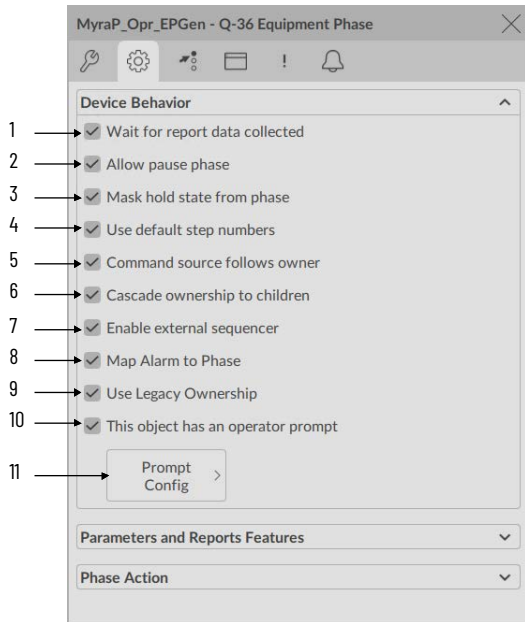 MyraP_Opr_EPGen - Q-36 Equipment Phase
!
Device Behavior
1 Wait for report data collected
2 Allow pause phase
3 Mask hold state from phase
4 Use default step numbers
5 Command source follows owner
6 Cascade ownership to children
7 Enable external sequencer
8 Map Alarm to Phase
9 Use Legacy Ownership
10 This object has an operator prompt
11 Prompt
Config
Parameters and Reports Features
Phase Action